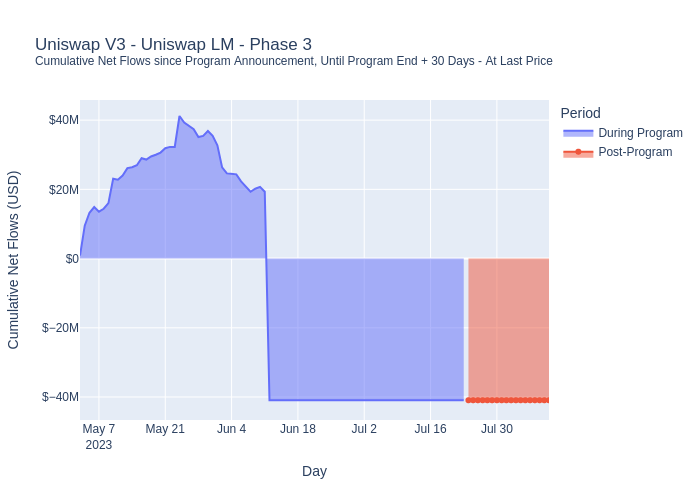 Uniswap V3 - Uniswap LM - Phase 3
Cumulative Net Flows since Program Announcement, Until Program End + 30 Days - At Last Price
Period
During Program
Post-Program
Cumulative Net Flows (USD)
$40M
$20M
$0
$−20M
$−40M
May 7
2023
May 21
Jun 4
Jun 18
Jul 2
Jul 16
Jul 30
Day